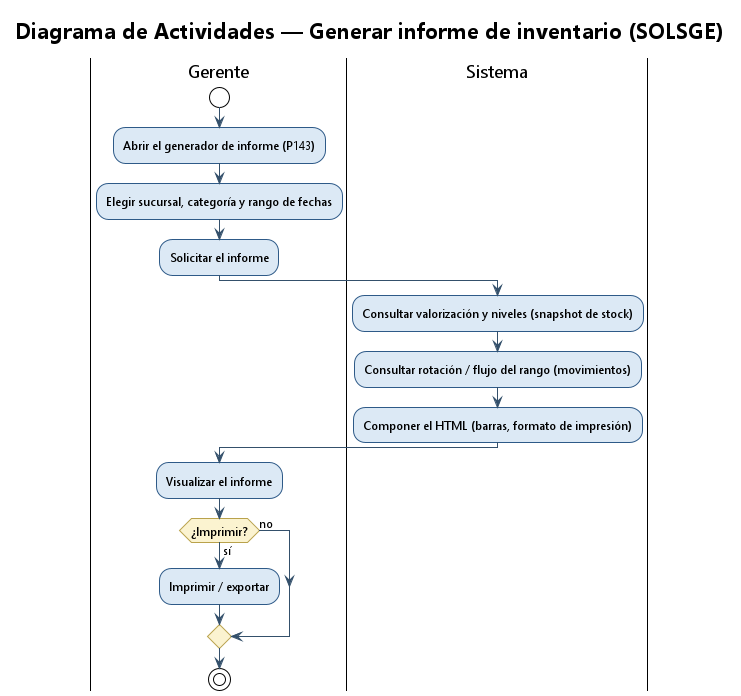 Diagrama de Actividades — Generar informe de inventario (SOLSGE)
Gerente
Sistema
Abrir el generador de informe (P143)
Elegir sucursal, categoría y rango de fechas
Solicitar el informe
Consultar valorización y niveles (snapshot de stock)
Consultar rotación / flujo del rango (movimientos)
Componer el HTML (barras, formato de impresión)
Visualizar el informe
¿Imprimir?
no
sí
Imprimir / exportar